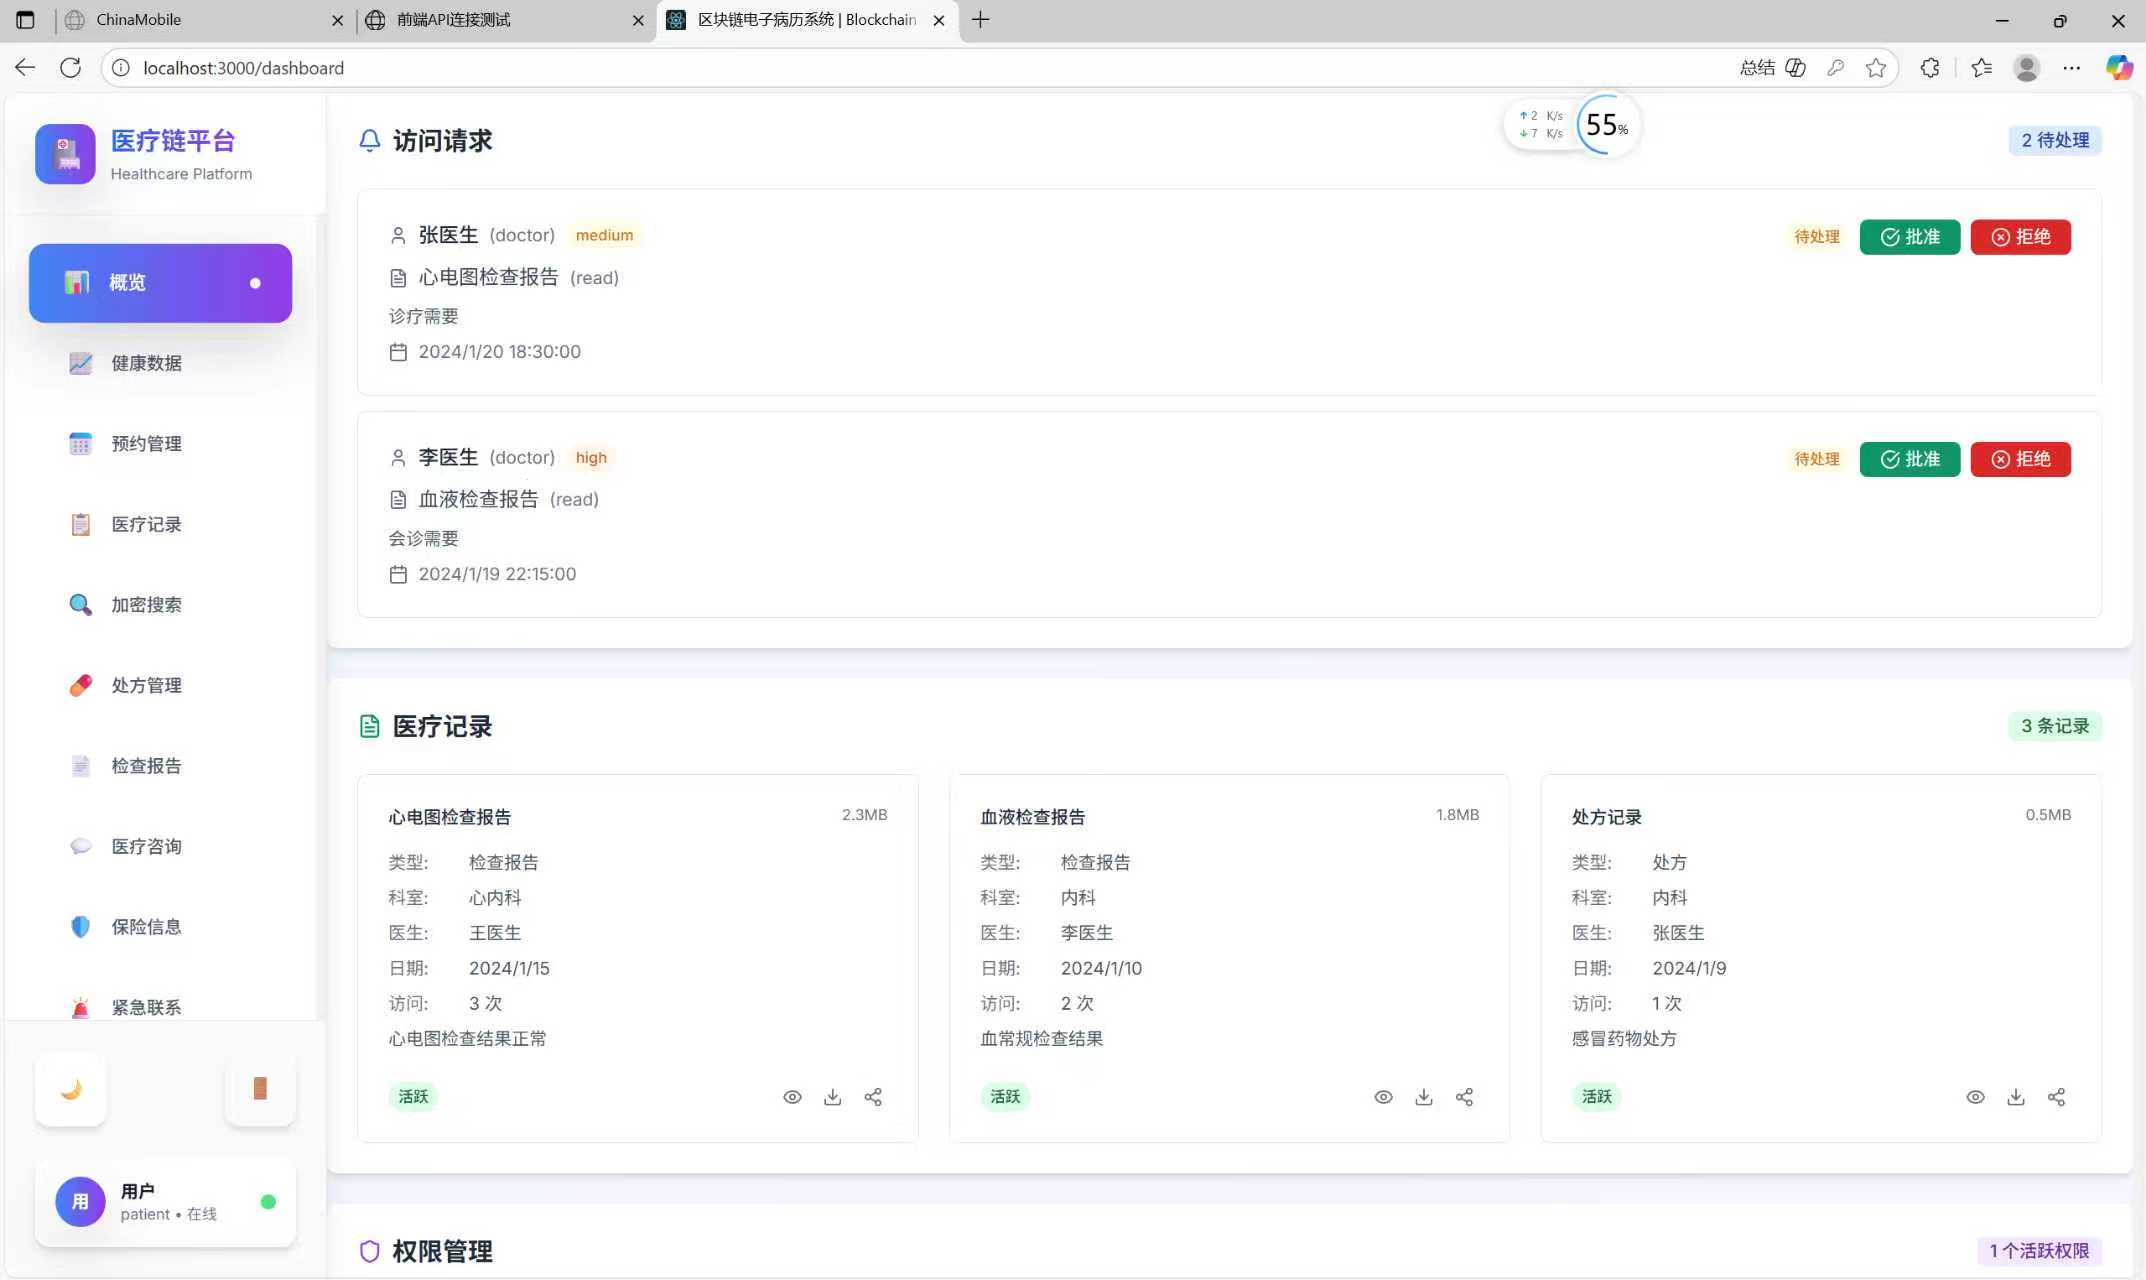 ChinaMobile
前端API连接测试
区块链电子病历系统 | Blockchain
localhost:3000/dashboard
总结
医疗链平台
Healthcare Platform
概览
健康数据
预约管理
医疗记录
加密搜索
处方管理
检查报告
医疗咨询
保险信息
紧急联系
用
用户
patient • 在线
↑ 2 K/s
↓ 7 K/s
55%
访问请求
2 待处理
张医生 (doctor) medium
待处理 批准 拒绝
心电图检查报告 (read)
诊疗需要
2024/1/20 18:30:00
李医生 (doctor) high
待处理 批准 拒绝
血液检查报告 (read)
会诊需要
2024/1/19 22:15:00
医疗记录
3 条记录
心电图检查报告 2.3MB
类型: 检查报告
科室: 心内科
医生: 王医生
日期: 2024/1/15
访问: 3 次
心电图检查结果正常
活跃
血液检查报告 1.8MB
类型: 检查报告
科室: 内科
医生: 李医生
日期: 2024/1/10
访问: 2 次
血常规检查结果
活跃
处方记录 0.5MB
类型: 处方
科室: 内科
医生: 张医生
日期: 2024/1/9
访问: 1 次
感冒药物处方
活跃
权限管理
1 个活跃权限